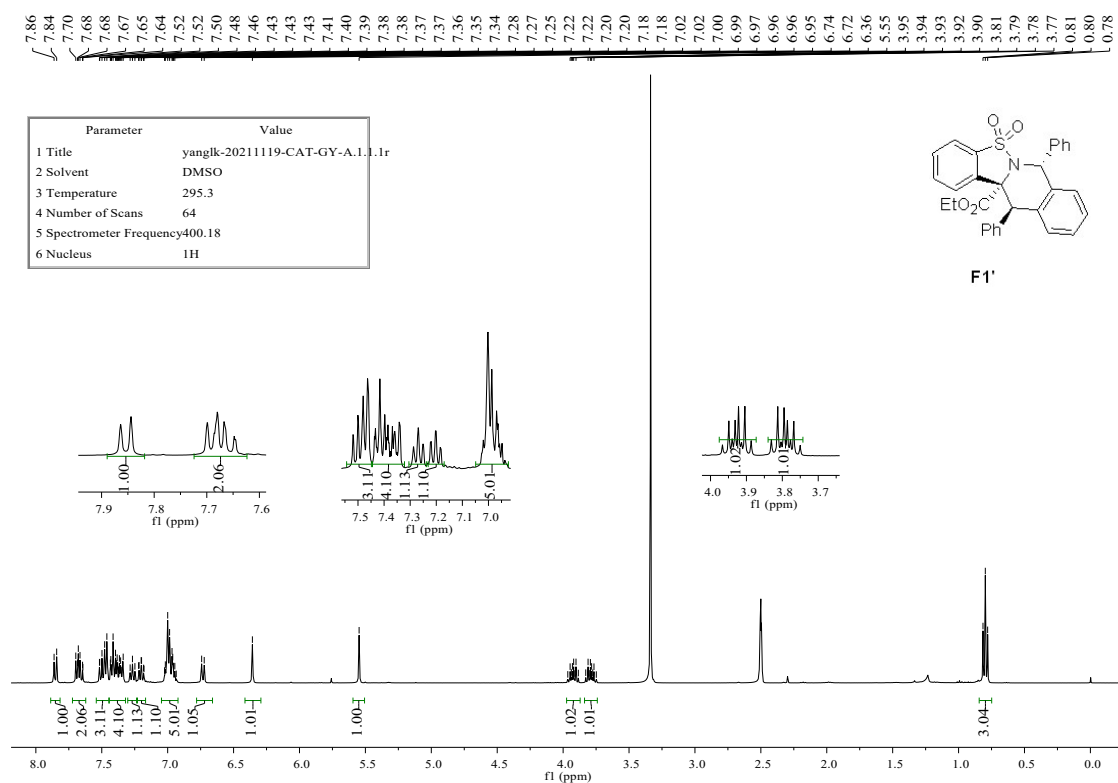 7.86 7.84 7.70 7.68 7.68 7.67 7.65 7.64 7.52 7.52 7.50 7.48 7.46 7.43 7.43 7.43 7.41 7.40 7.39 7.38 7.38 7.37 7.37 7.36 7.35 7.34 7.28 7.27 7.25 7.22 7.22 7.20 7.20 7.18 7.18 7.02 7.02 7.00 6.99 6.97 6.96 6.96 6.95 6.74 6.72 6.36 5.55 3.95 3.94 3.93 3.92 3.90 3.81 3.79 3.78 3.77 0.81 0.80 0.78
Parameter Value
1 Title yanglk-20211119-CAT-GY-A.1.1.1r
2 Solvent DMSO
3 Temperature 295.3
4 Number of Scans 64
5 Spectrometer Frequency 400.18
6 Nucleus 1H
O O
S
N
Ph
EtO2C
Ph
F1'
1.00 2.06
7.9 7.8 7.7 7.6
f1 (ppm)
3.11 4.10 1.13 1.10 5.01
7.5 7.4 7.3 7.2 7.1 7.0
f1 (ppm)
1.02 1.01
4.0 3.9 3.8 3.7
f1 (ppm)
1.00 2.06 3.11 4.10 1.13 1.10 5.01 1.05 1.01 1.00 1.02 1.01 3.04
8.0 7.5 7.0 6.5 6.0 5.5 5.0 4.5 4.0 3.5 3.0 2.5 2.0 1.5 1.0 0.5 0.0
f1 (ppm)